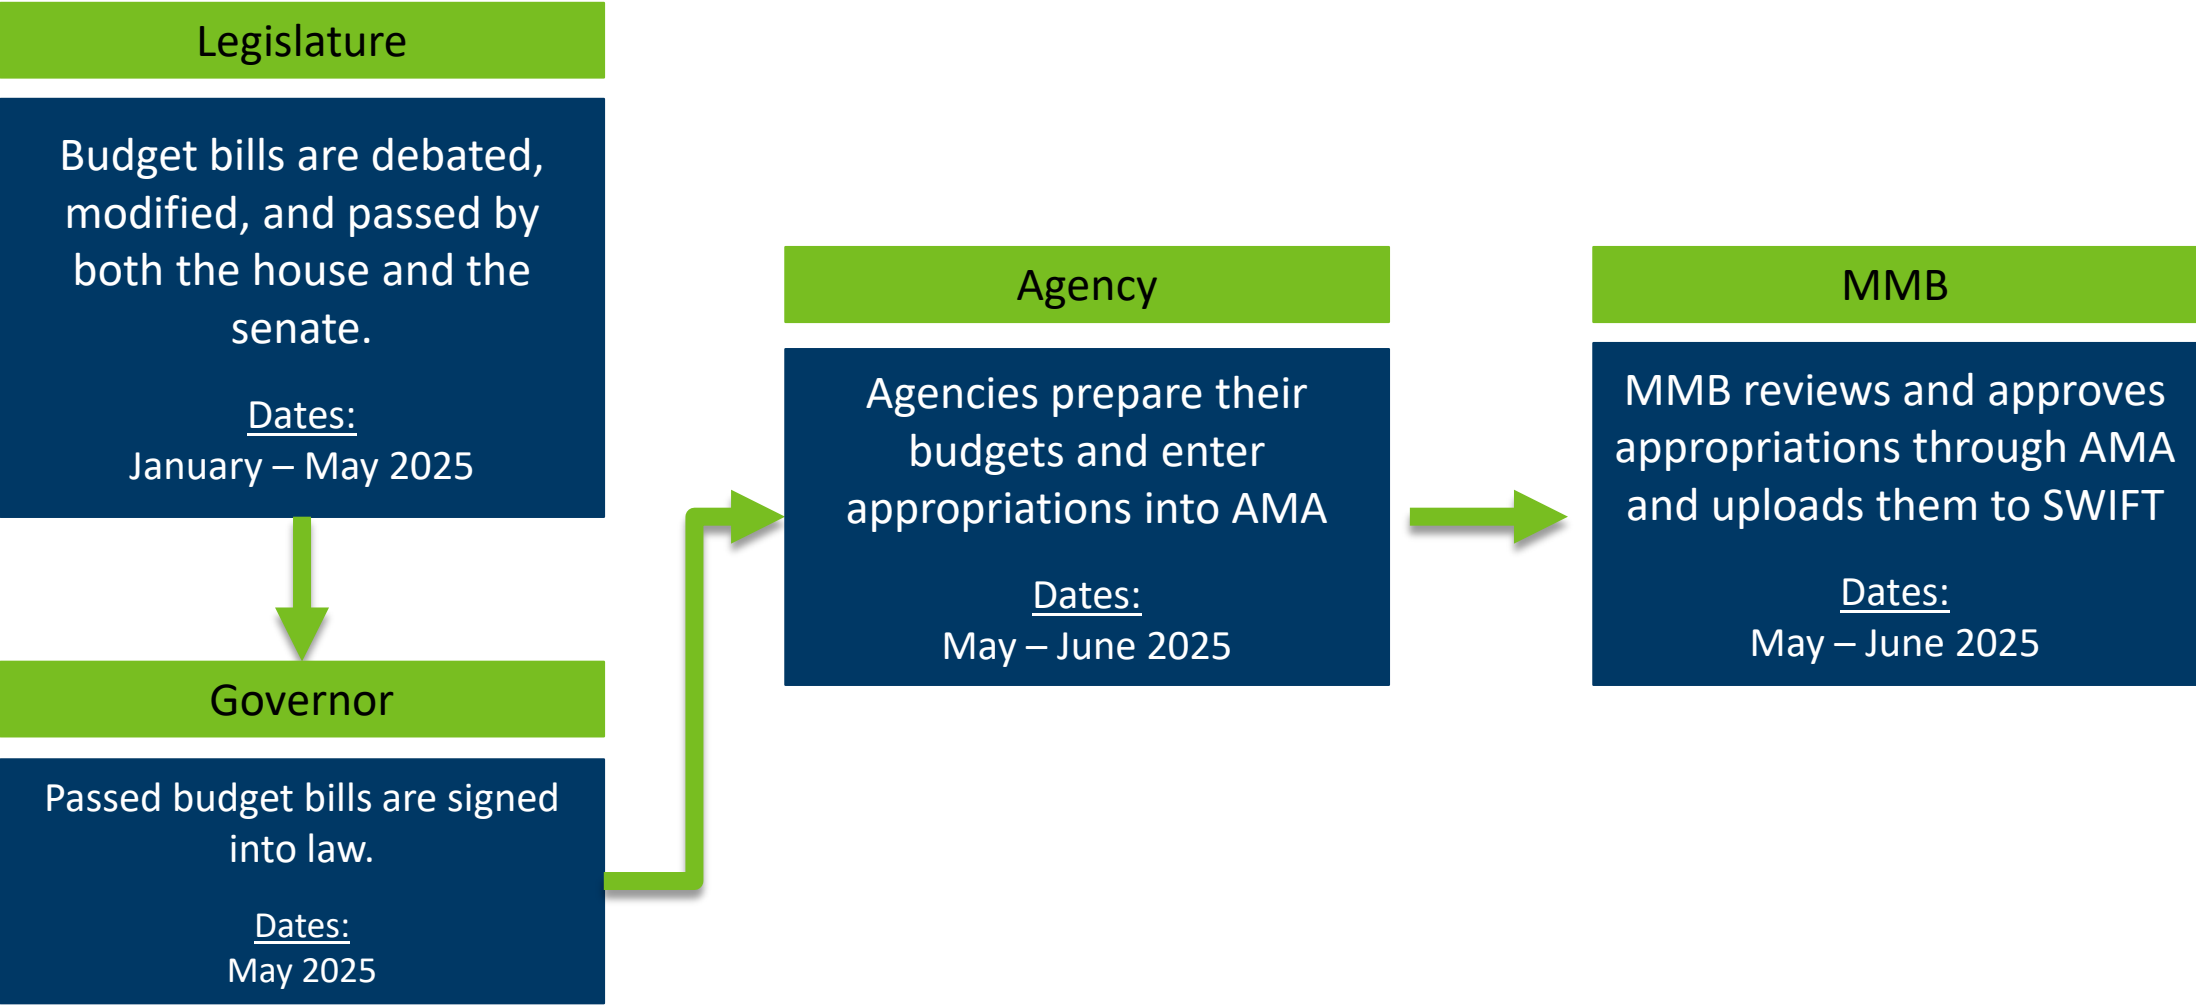 Legislature
Budget bills are debated,
modified, and passed by
both the house and the
senate.
Dates:
January – May 2025
Governor
Passed budget bills are signed
into law.
Dates:
May 2025
Agency
Agencies prepare their
budgets and enter
appropriations into AMA
Dates:
May – June 2025
MMB
MMB reviews and approves
appropriations through AMA
and uploads them to SWIFT
Dates:
May – June 2025